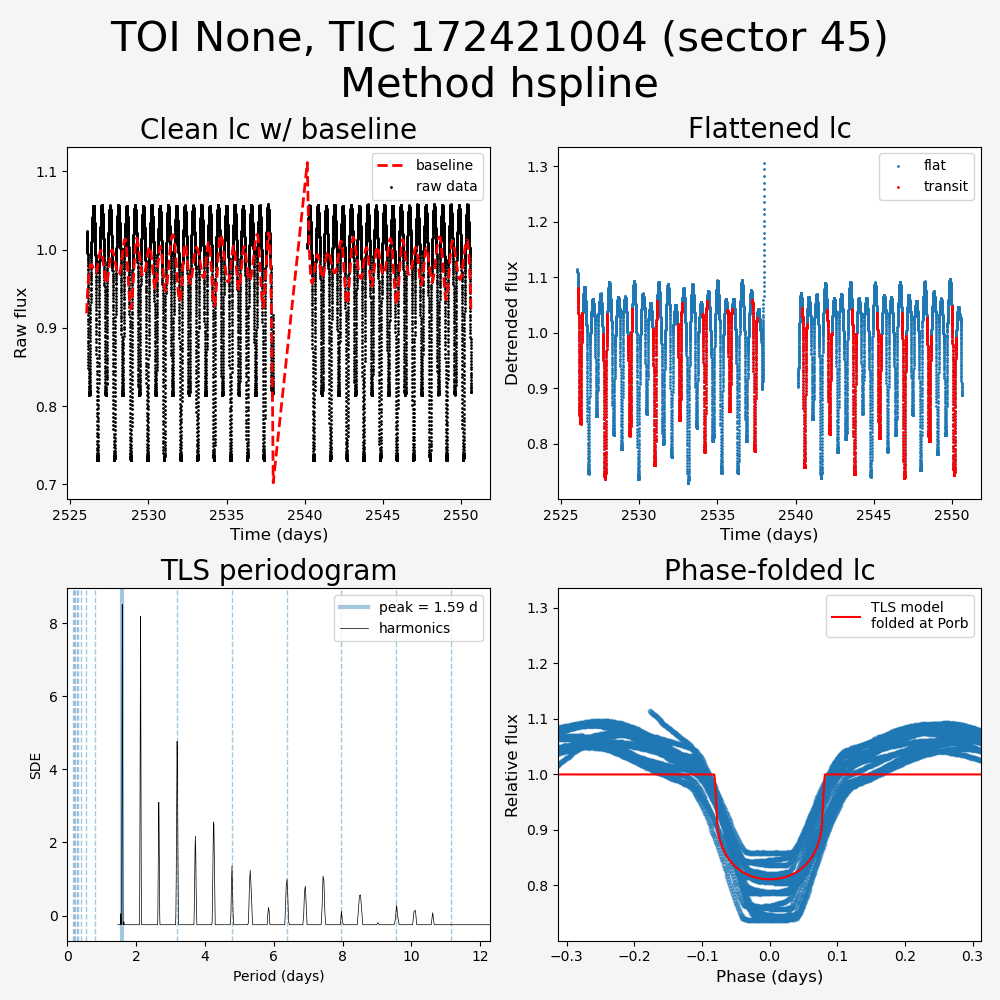 TOI None, TIC 172421004 (sector 45)
Method hspline
Clean lc w/ baseline
Raw flux
1.1
1.0
0.9
0.8
0.7
baseline
raw data
2525
2530
2535
2540
2545
2550
Time (days)
Flattened lc
Detrended flux
1.3
1.2
1.1
1.0
0.9
0.8
flat
transit
2525
2530
2535
2540
2545
2550
Time (days)
TLS periodogram
SDE
8
6
4
2
0
peak = 1.59 d
harmonics
0
2
4
6
8
10
12
Period (days)
Phase-folded lc
Relative flux
1.3
1.2
1.1
1.0
0.9
0.8
TLS model
folded at Porb
−0.3
−0.2
−0.1
0.0
0.1
0.2
0.3
Phase (days)